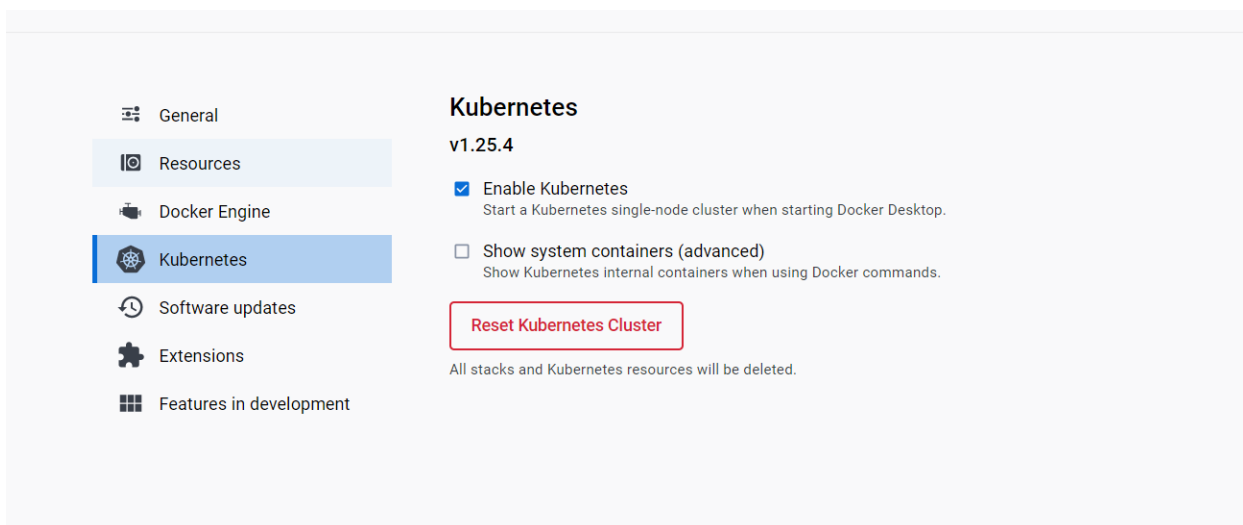 General
Resources
Docker Engine
Kubernetes
Software updates
Extensions
Features in development
Kubernetes
v1.25.4
Enable Kubernetes
Start a Kubernetes single-node cluster when starting Docker Desktop.
Show system containers (advanced)
Show Kubernetes internal containers when using Docker commands.
Reset Kubernetes Cluster
All stacks and Kubernetes resources will be deleted.